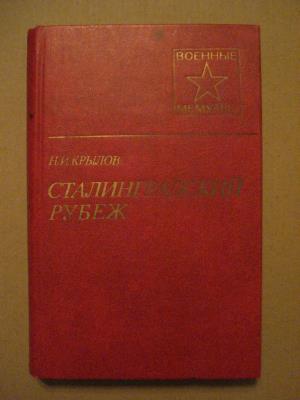 ВОЕННЫЕ
МЕМУАРЫ
Н.И.КРЫЛОВ
СТАЛИНГРАДСКИЙ
РУБЕЖ